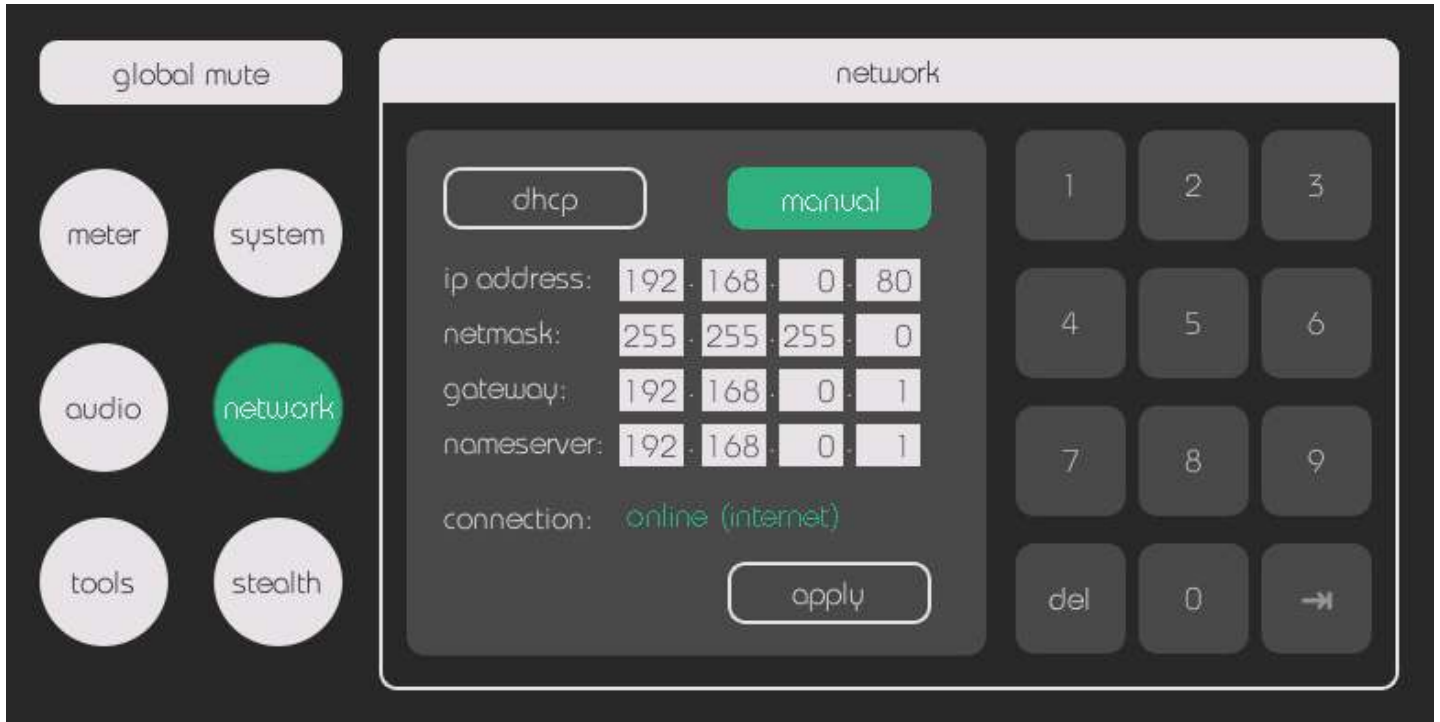 global mute
network
meter
system
audio
network
tools
stealth
dhcp
manual
ip address: 192 . 168 . 0 . 80
netmask: 255 . 255 . 255 . 0
gateway: 192 . 168 . 0 . 1
nameserver: 192 . 168 . 0 . 1
connection: online (internet)
apply
1 2 3
4 5 6
7 8 9
del 0 ⇥